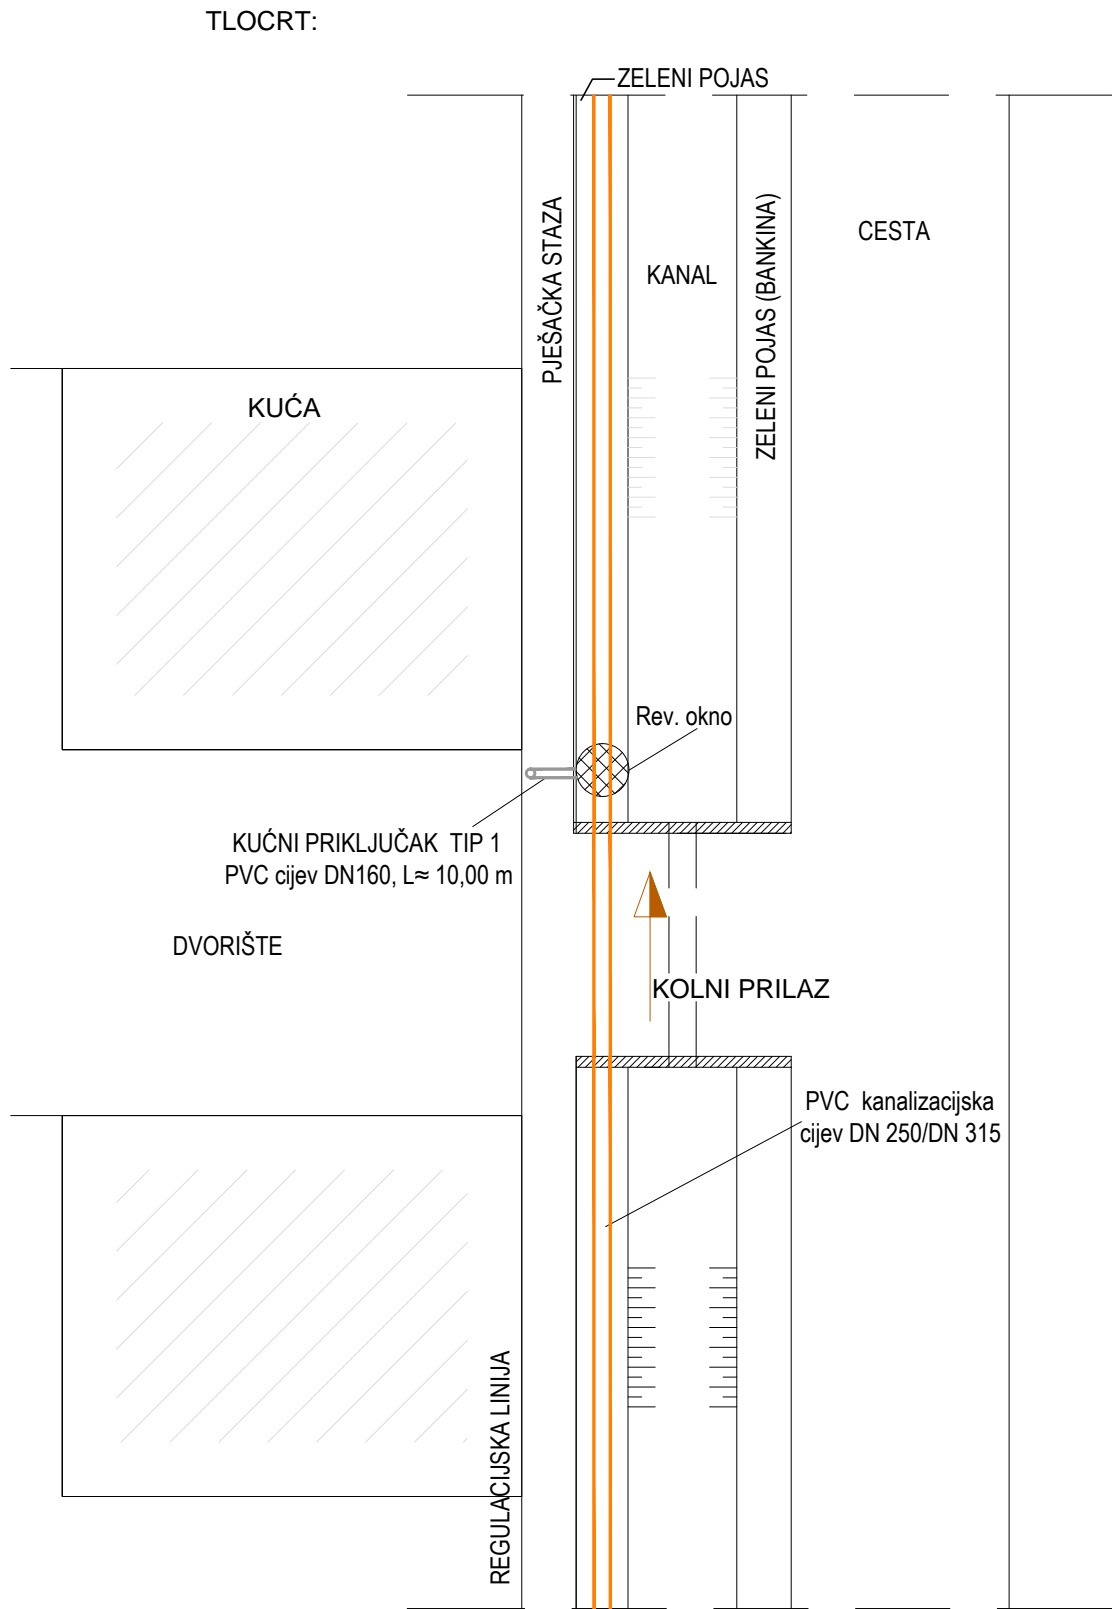 TLOCRT:
ZELENI POJAS
PJEŠAČKA STAZA
KANAL
ZELENI POJAS (BANKINA)
CESTA
KUĆA
Rev. okno
KUĆNI PRIKLJUČAK  TIP 1
PVC cijev DN160, L≈ 10,00 m
DVORIŠTE
KOLNI PRILAZ
PVC  kanalizacijska
cijev DN 250/DN 315
REGULACIJSKA LINIJA